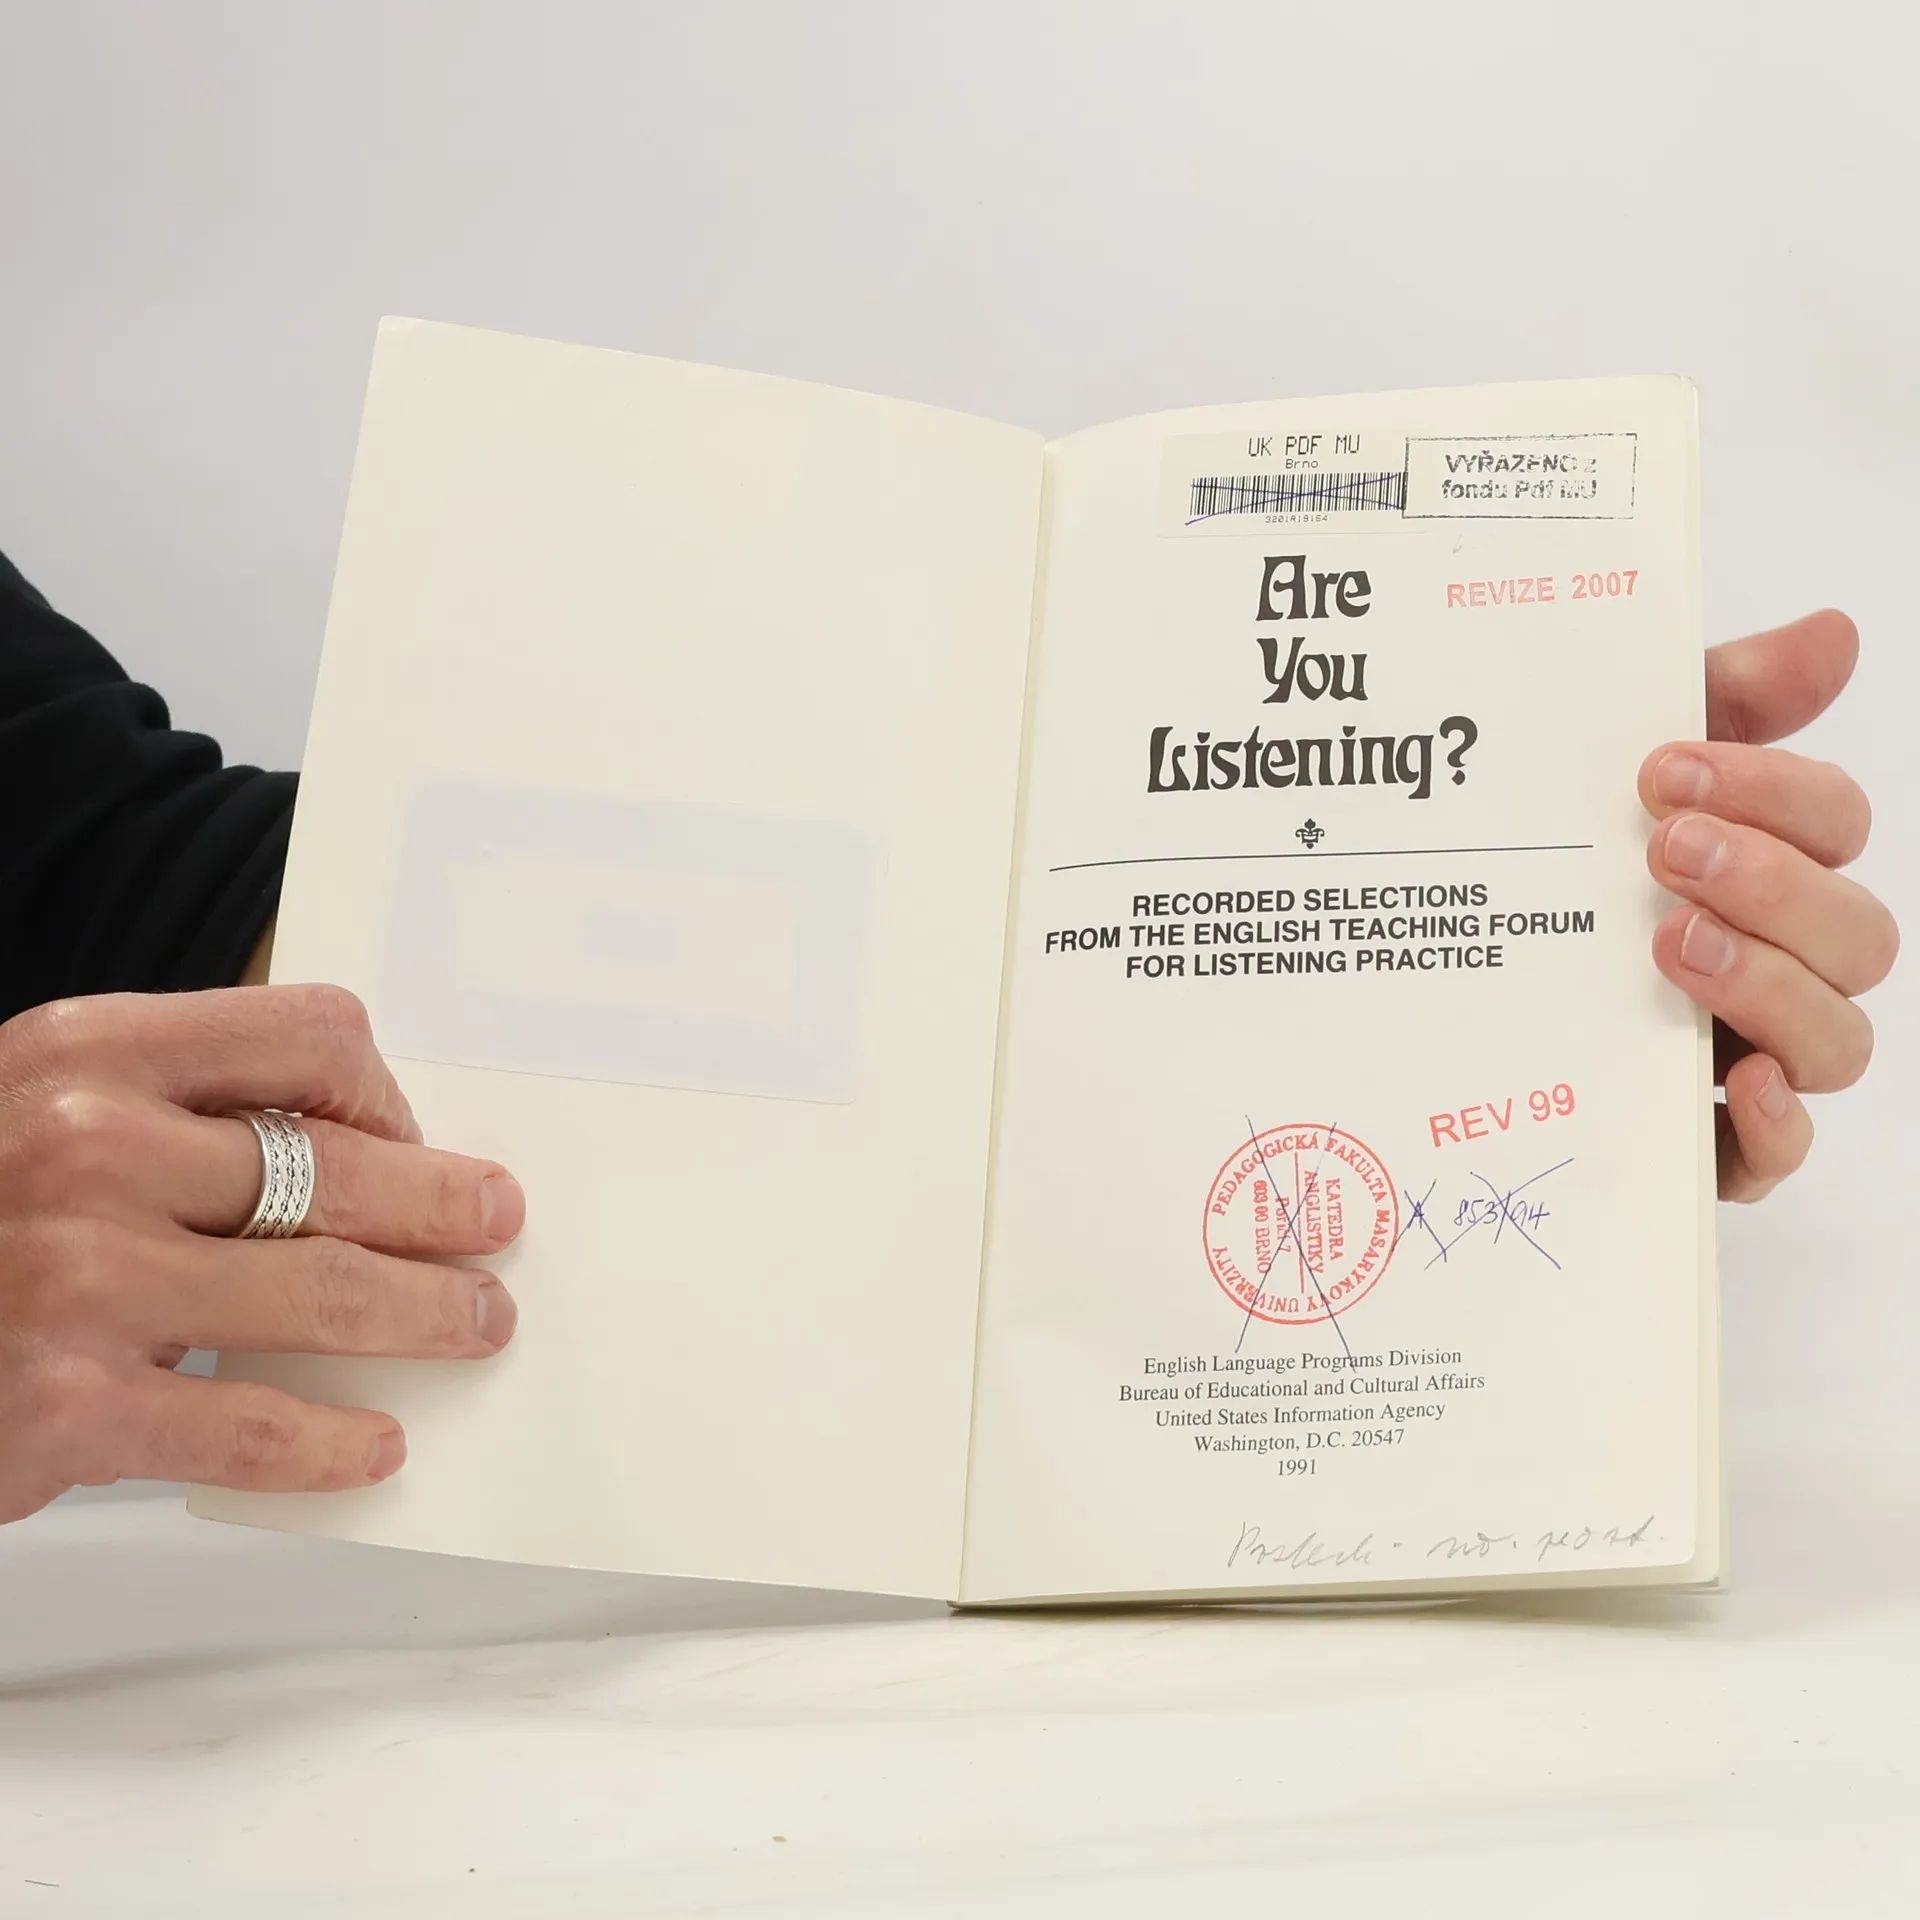 UK PDF MU
Brno
3201R19164
VYŘAZENO z
fondu Pdf MU
Are
You
Listening?
REVIZE 2007
RECORDED SELECTIONS
FROM THE ENGLISH TEACHING FORUM
FOR LISTENING PRACTICE
REV 99
PEDAGOGICKÁ FAKULTA MASARYKOVY UNIVERZITY
KATEDRA
ANGLISTIKY
Poříčí 7
603 00 BRNO
A 853/94
English Language Programs Division
Bureau of Educational and Cultural Affairs
United States Information Agency
Washington, D.C. 20547
1991